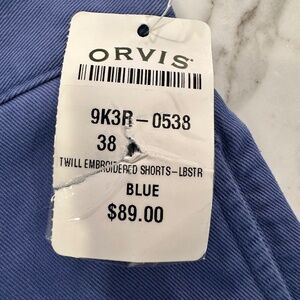 ORVIS
9K3R-0538
38
TWILL EMBROIDERED SHORTS-LBSTR
BLUE
$89.00